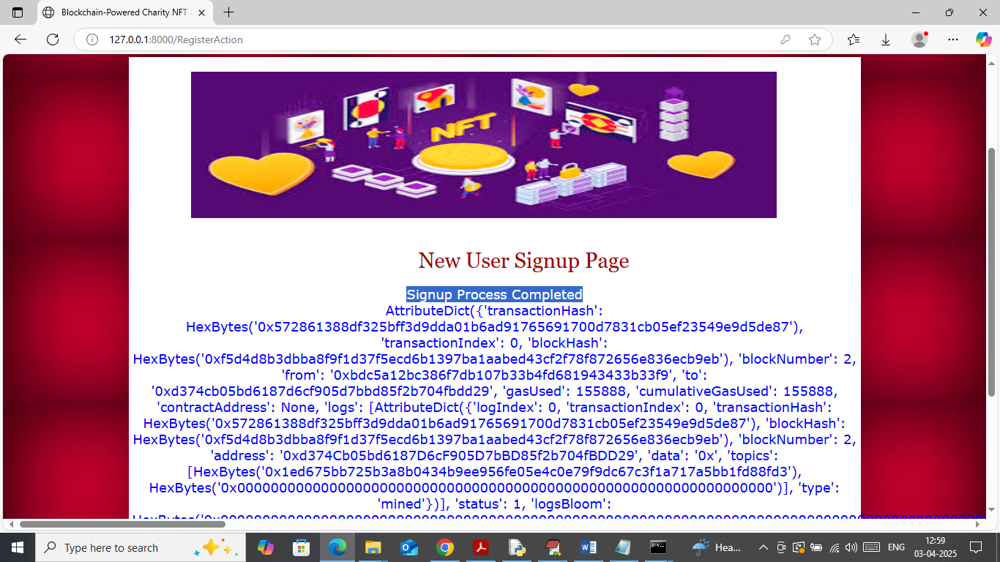 Blockchain-Powered Charity NFT
127.0.0.1:8000/RegisterAction
NFT
New User Signup Page
Signup Process Completed
AttributeDict({'transactionHash':
HexBytes('0x572861388df325bff3d9dda01b6ad91765691700d7831cb05ef23549e9d5de87'),
'transactionIndex': 0, 'blockHash':
HexBytes('0xf5d4d8b3dbba8f9f1d37f5ecd6b1397ba1aabed43cf2f78f872656e836ecb9eb'), 'blockNumber': 2,
'from': '0xbdc5a12bc386f7db107b33b4fd681943433b33f9', 'to':
'0xd374cb05bd6187d6cf905d7bbd85f2b704fbdd29', 'gasUsed': 155888, 'cumulativeGasUsed': 155888,
'contractAddress': None, 'logs': [AttributeDict({'logIndex': 0, 'transactionIndex': 0, 'transactionHash':
HexBytes('0x572861388df325bff3d9dda01b6ad91765691700d7831cb05ef23549e9d5de87'), 'blockHash':
HexBytes('0xf5d4d8b3dbba8f9f1d37f5ecd6b1397ba1aabed43cf2f78f872656e836ecb9eb'), 'blockNumber': 2,
'address': '0xd374Cb05bd6187D6cF905D7bBD85f2b704fBDD29', 'data': '0x', 'topics':
[HexBytes('0x1ed675bb725b3a8b0434b9ee956fe05e4c0e79f9dc67c3f1a717a5bb1fd88fd3'),
HexBytes('0x0000000000000000000000000000000000000000000000000000000000000000')], 'type':
'mined'})], 'status': 1, 'logsBloom':
Type here to search
Hea...
ENG
12:59
03-04-2025